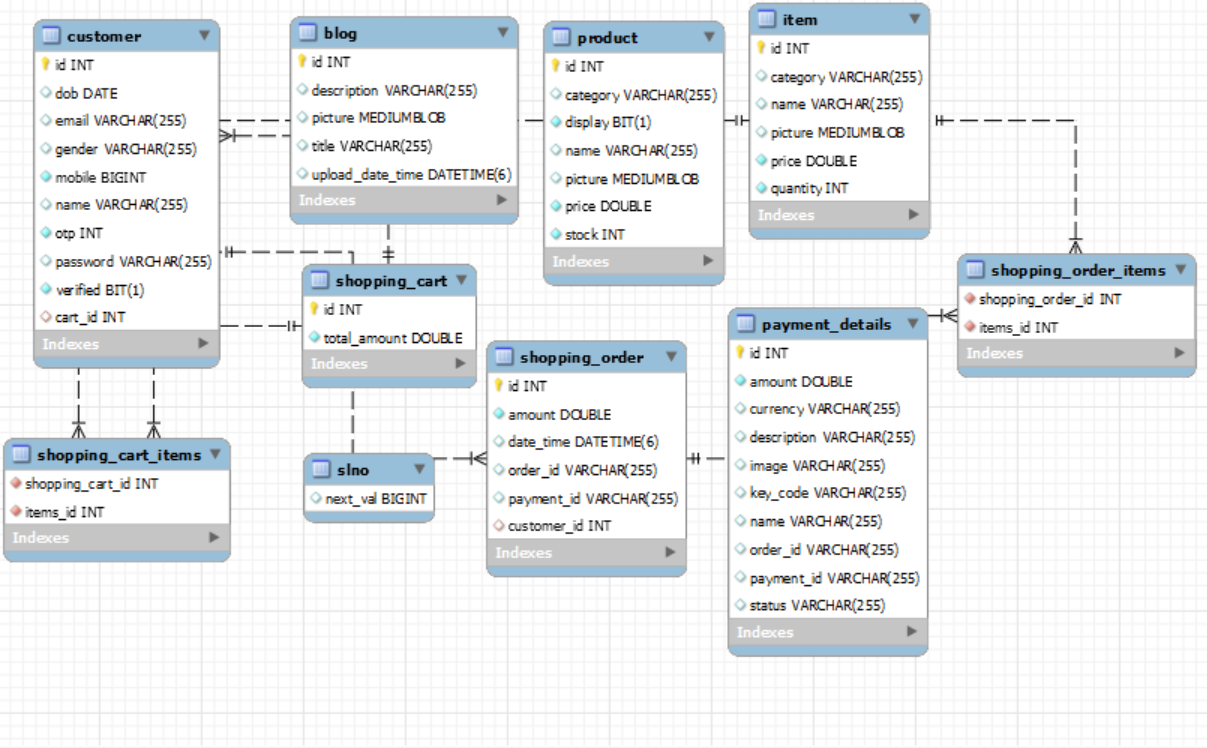 customer
id INT
dob DATE
email VARCHAR(255)
gender VARCHAR(255)
mobile BIGINT
name VARCHAR(255)
otp INT
password VARCHAR(255)
verified BIT(1)
cart_id INT
Indexes
blog
id INT
description VARCHAR(255)
picture MEDIUMBLOB
title VARCHAR(255)
upload_date_time DATETIME(6)
Indexes
product
id INT
category VARCHAR(255)
display BIT(1)
name VARCHAR(255)
picture MEDIUMBLOB
price DOUBLE
stock INT
Indexes
item
id INT
category VARCHAR(255)
name VARCHAR(255)
picture MEDIUMBLOB
price DOUBLE
quantity INT
Indexes
shopping_cart
id INT
total_amount DOUBLE
Indexes
shopping_order_items
shopping_order_id INT
items_id INT
Indexes
payment_details
id INT
amount DOUBLE
currency VARCHAR(255)
description VARCHAR(255)
image VARCHAR(255)
key_code VARCHAR(255)
name VARCHAR(255)
order_id VARCHAR(255)
payment_id VARCHAR(255)
status VARCHAR(255)
Indexes
shopping_order
id INT
amount DOUBLE
date_time DATETIME(6)
order_id VARCHAR(255)
payment_id VARCHAR(255)
customer_id INT
Indexes
shopping_cart_items
shopping_cart_id INT
items_id INT
Indexes
slno
next_val BIGINT